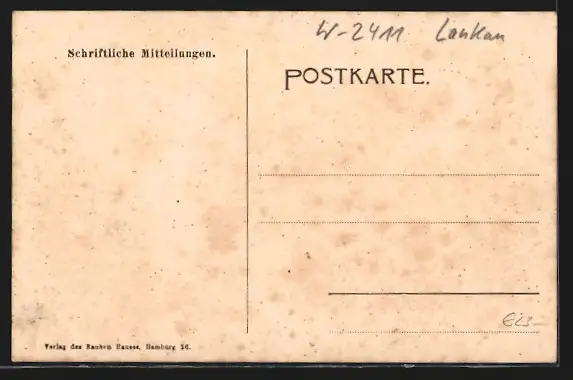 W-2411 Lankau
Schriftliche Mitteilungen.
POSTKARTE.
Verlag des Rauhen Hauses, Hamburg 26.